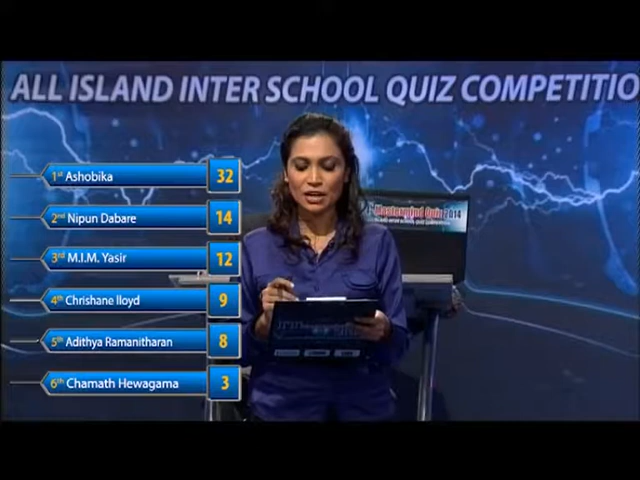 ALL ISLAND INTER SCHOOL QUIZ COMPETITIO
1st Ashobika 32
2nd Nipun Dabare 14
3rd M.I.M. Yasir 12
4th Chrishane lloyd 9
5th Adithya Ramanitharan 8
6th Chamath Hewagama 3
Mastermind Quiz 2014